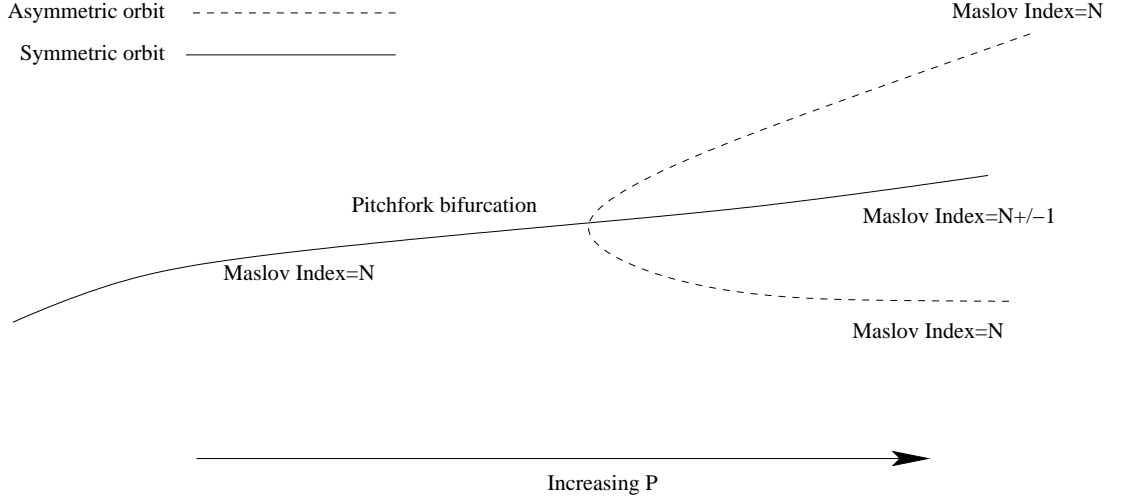 Asymmetric orbit
Maslov Index=N
Symmetric orbit
Pitchfork bifurcation
Maslov Index=N+/−1
Maslov Index=N
Maslov Index=N
Increasing P